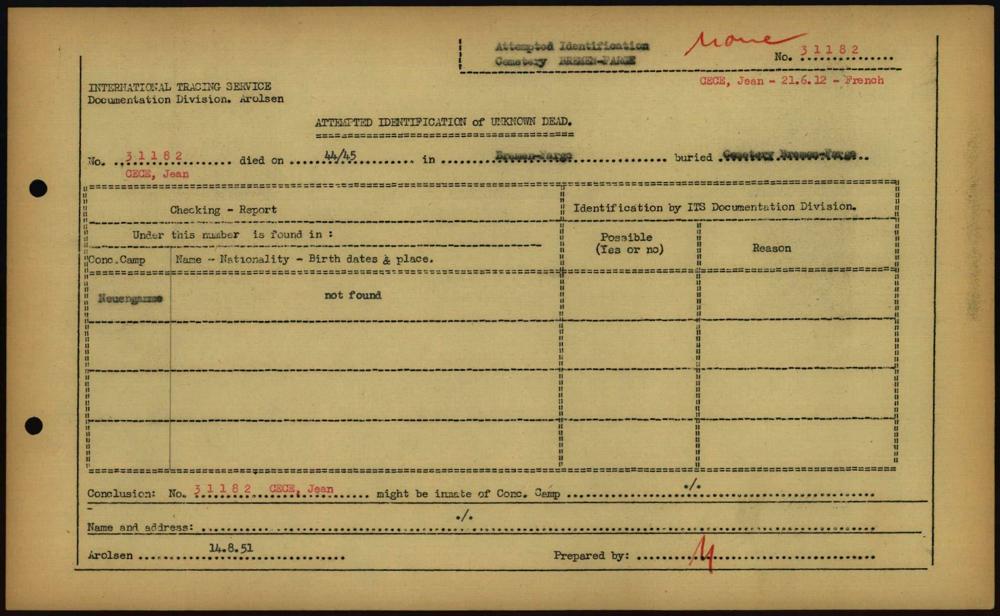 Attempted Identification
Cemetery BREMEN-FARGE
None
No. 31182
CECE, Jean - 21.6.12 - French
INTERNATIONAL TRACING SERVICE
Documentation Division. Arolsen
ATTEMPTED IDENTIFICATION of UNKNOWN DEAD.
No. 31182 died on 44/45 in Bremen-Farge buried Cemetery Bremen-Farge
CECE, Jean
Checking - Report
Identification by ITS Documentation Division.
Under this number is found in :
Possible
(Yes or no)
Reason
Conc.Camp
Name - Nationality - Birth dates & place.
Neuengamme
not found
Conclusion: No. 31182 CECE, Jean might be inmate of Conc. Camp ./.
Name and address: ./.
Arolsen 14.8.51 Prepared by: